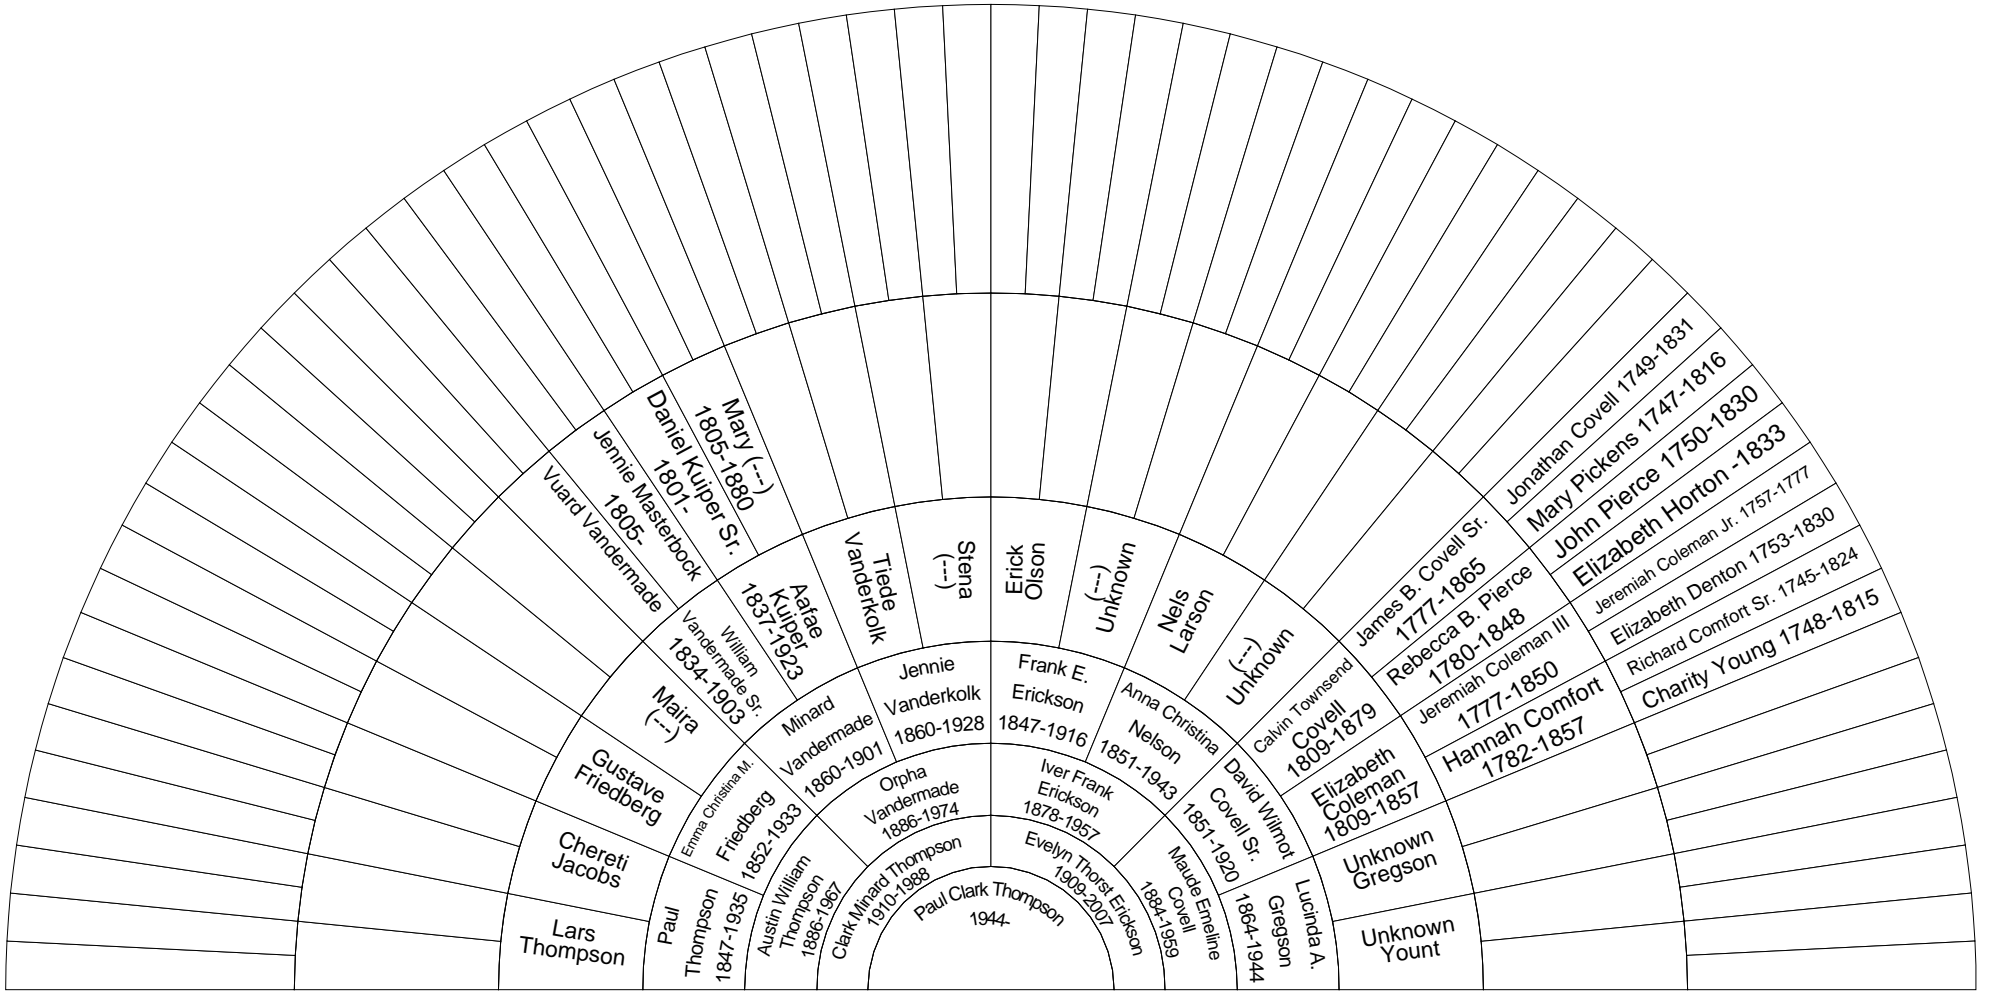 Paul Clark Thompson
1944-
Clark Minard Thompson
1910-1988
Evelyn Thorst Erickson
1909-2007
Austin William
Thompson
1886-1967
Orpha
Vandermade
1886-1974
Iver Frank
Erickson
1878-1957
Maude Emeline
Covell
1884-1959
Paul
Thompson
1847-1935
Emma Christina M.
Friedberg
1852-1933
Minard
Vandermade
1860-1901
Jennie
Vanderkolk
1860-1928
Frank E.
Erickson
1847-1916
Anna Christina
Nelson
1851-1943
David Wilmot
Covell Sr.
1851-1920
Lucinda A.
Gregson
1864-1944
Lars
Thompson
Chereti
Jacobs
Gustave
Friedberg
Maira
(---)
William
Vandermade Sr.
1834-1903
Aafae
Kuiper
1837-1923
Tiede
Vanderkolk
Stena
(---)
Erick
Olson
(---)
Unknown
Nels
Larson
(---)
Unknown
Calvin Townsend
Covell
1809-1879
Elizabeth
Coleman
1809-1857
Unknown
Gregson
Unknown
Yount
Vuard Vandermade
Jennie Masterbock
1805-
Daniel Kuiper Sr.
1801-
Mary (---)
1805-1880
James B. Covell Sr.
1777-1865
Rebecca B. Pierce
1780-1848
Jeremiah Coleman III
1777-1850
Hannah Comfort
1782-1857
Jonathan Covell 1749-1831
Mary Pickens 1747-1816
John Pierce 1750-1830
Elizabeth Horton -1833
Jeremiah Coleman Jr. 1757-1777
Elizabeth Denton 1753-1830
Richard Comfort Sr. 1745-1824
Charity Young 1748-1815